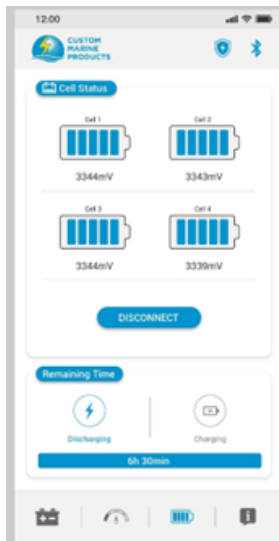 12:00
CUSTOM
MARINE
PRODUCTS
Cell Status
Cell 1
Cell 2
3344mV
3343mV
Cell 3
Cell 4
3344mV
3339mV
DISCONNECT
Remaining Time
Discharging
Charging
6h 30min